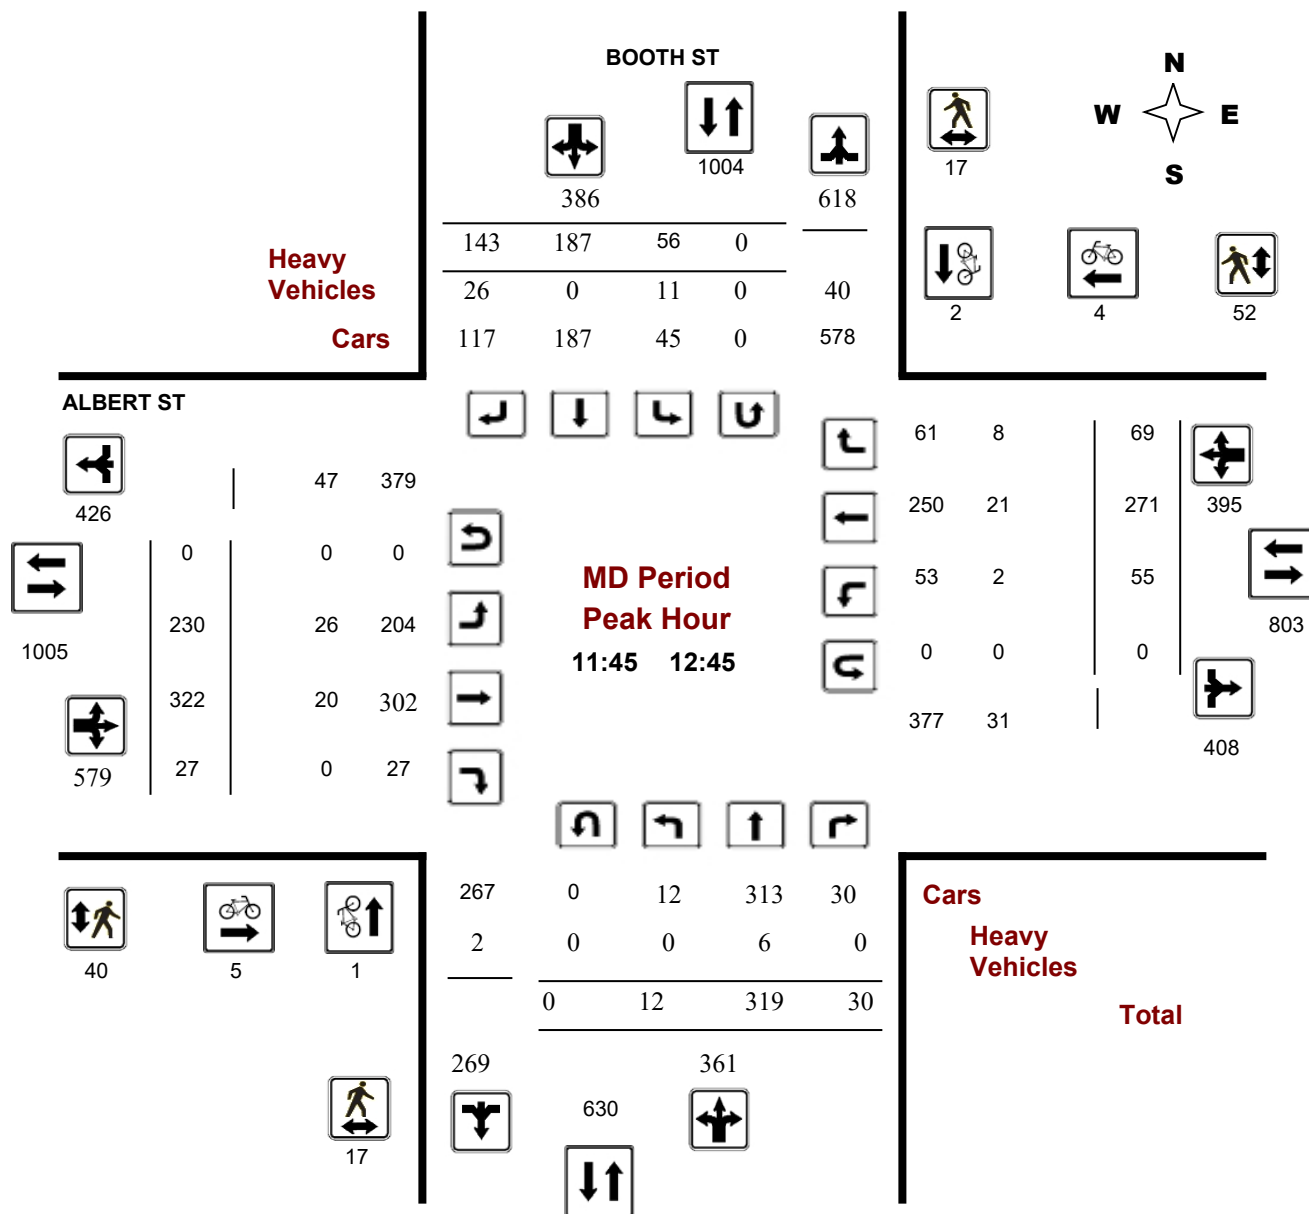 BOOTH ST
N
W E
S
1004
17
386 618
143 187 56 0
Heavy
Vehicles
26 0 11 0 40
2 4 52
Cars
117 187 45 0 578
ALBERT ST
61 8 69
47 379
426
250 21 271 395
0 0 0
MD Period
53 2 55
Peak Hour
230 26 204
803
1005
11:45 12:45
0 0 0
322 20 302
377 31
408
579
27 0 27
267 0 12 313 30
Cars
2 0 0 6 0
Heavy
Vehicles
40 5 1
0 12 319 30
Total
269 361
630
17